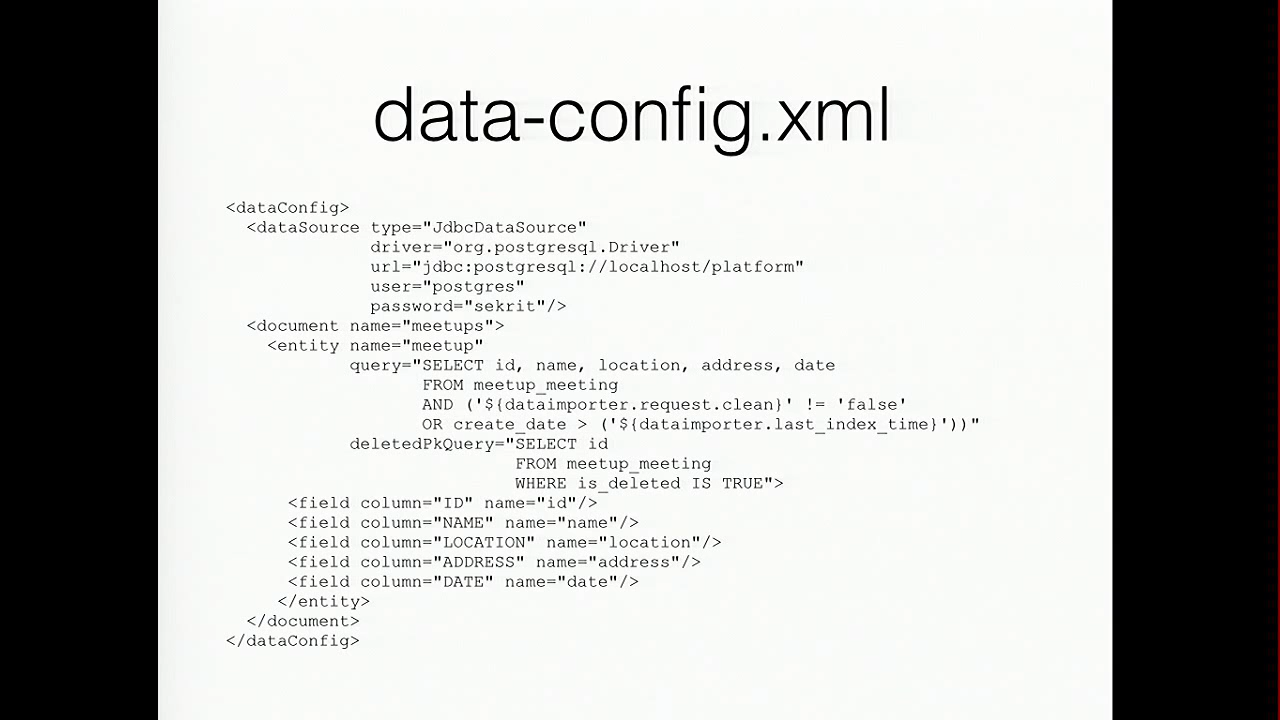 data-config.xml
<dataConfig>
<dataSource type="JdbcDataSource"
driver="org.postgresql.Driver"
url="jdbc:postgresql://localhost/platform"
user="postgres"
password="sekrit"/>
<document name="meetups">
<entity name="meetup"
query="SELECT id, name, location, address, date
FROM meetup_meeting
AND ('${dataimporter.request.clean}' != 'false'
OR create_date > ('${dataimporter.last_index_time}'))"
deletedPkQuery="SELECT id
FROM meetup_meeting
WHERE is_deleted IS TRUE">
<field column="ID" name="id"/>
<field column="NAME" name="name"/>
<field column="LOCATION" name="location"/>
<field column="ADDRESS" name="address"/>
<field column="DATE" name="date"/>
</entity>
</document>
</dataConfig>